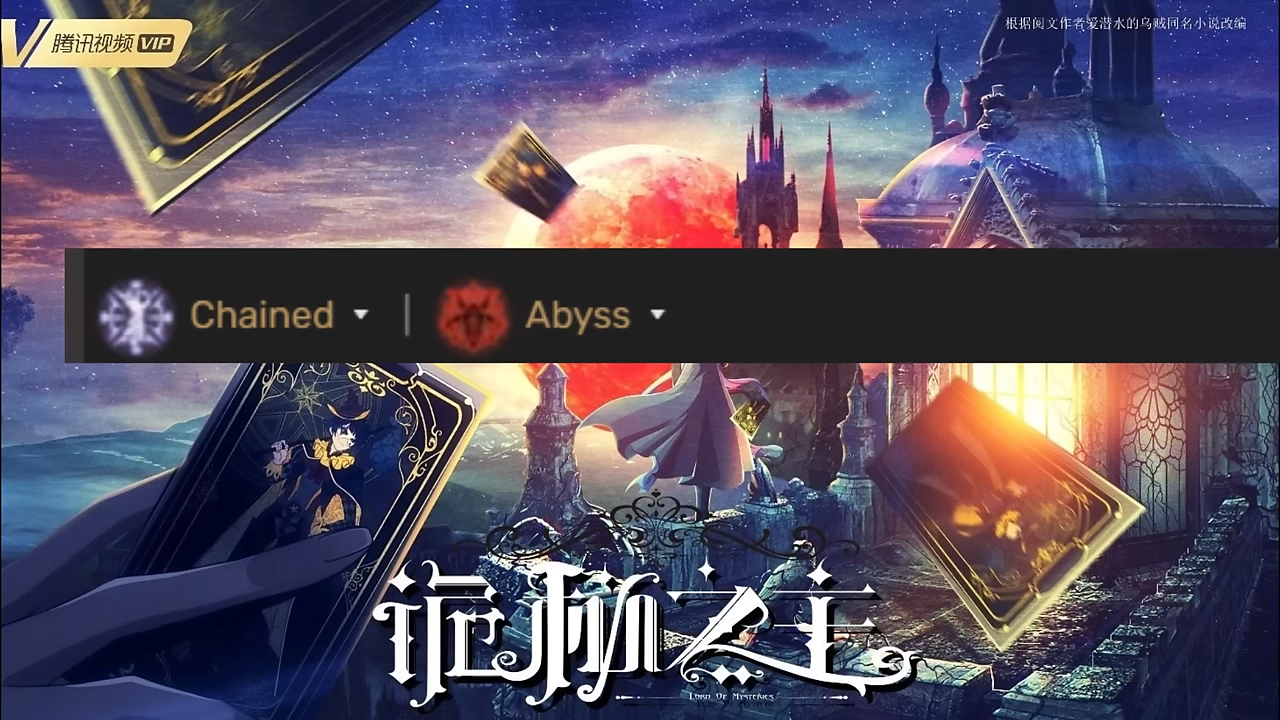 腾讯视频 VIP
根据阅文作者爱潜水的乌贼同名小说改编
Chained
Abyss
诡秘之主
LORD OF MYSTERIES